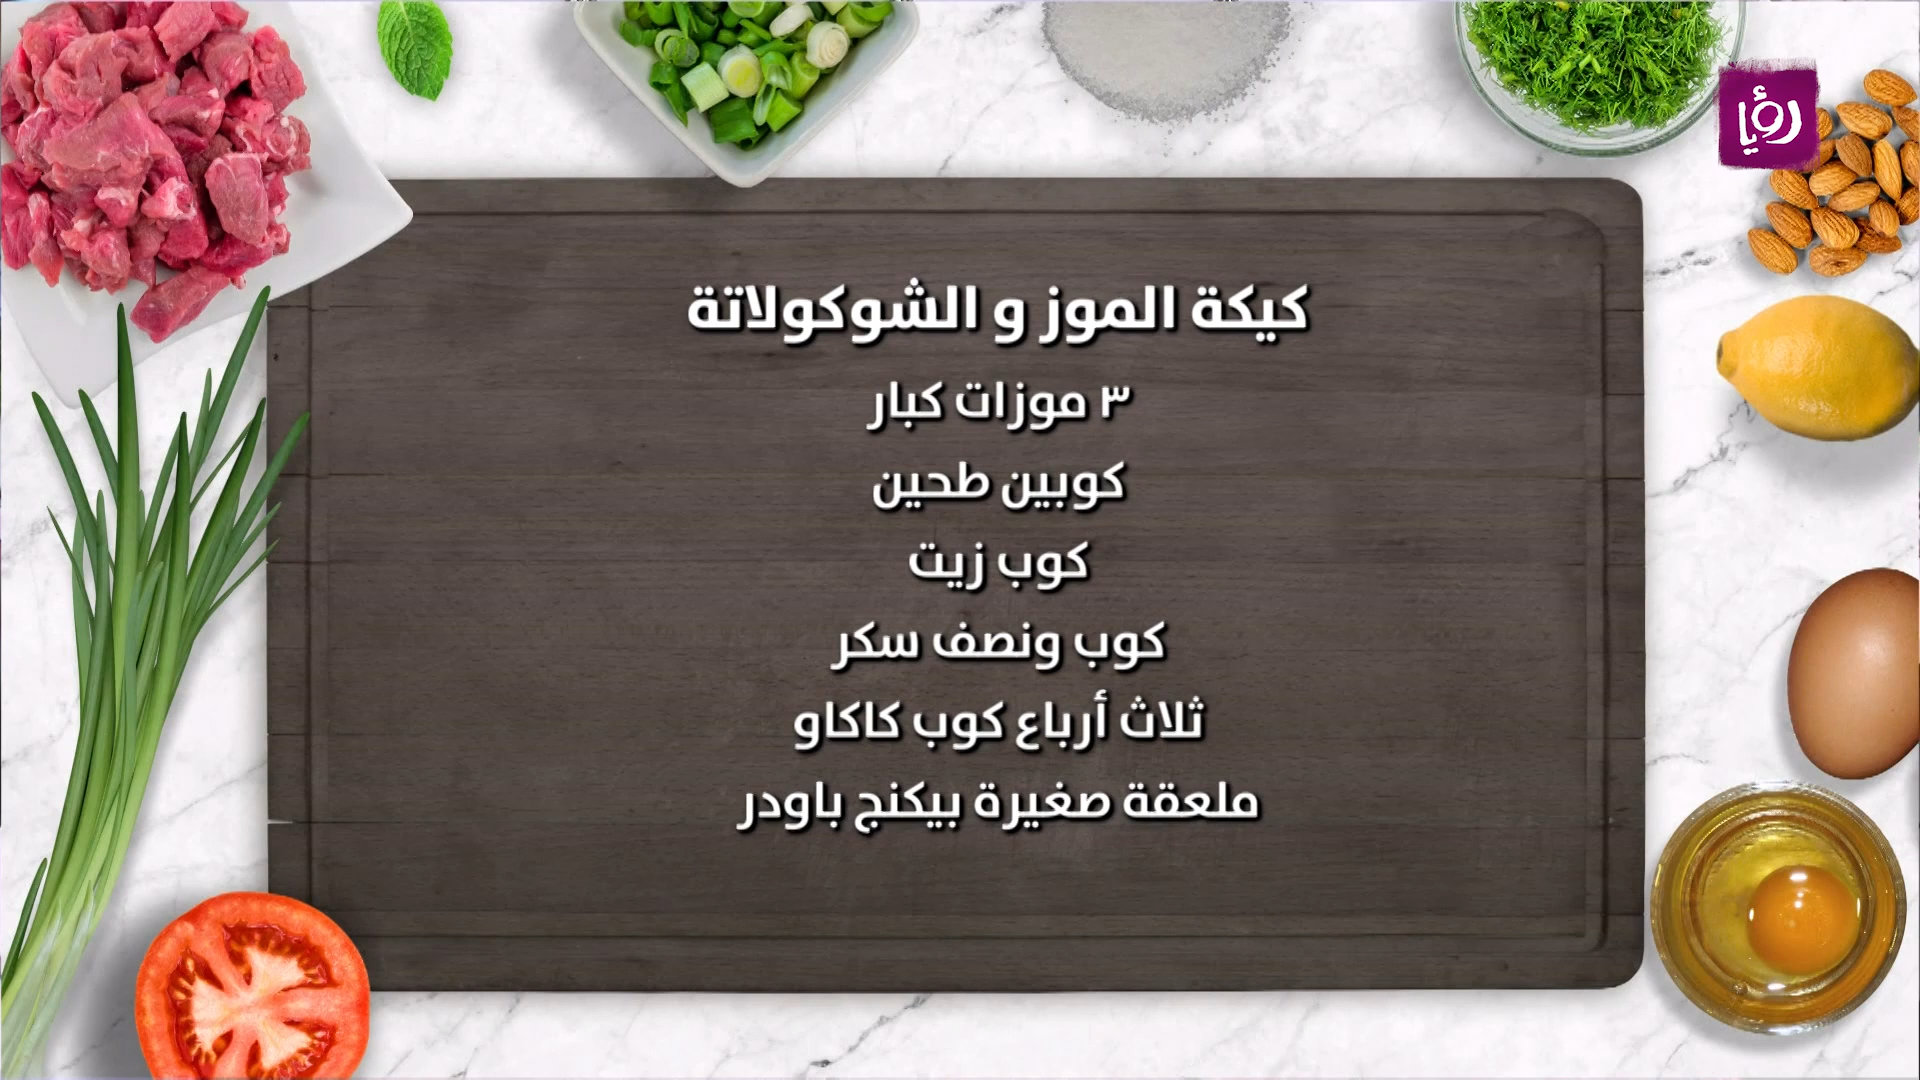 رؤيا
كيكة الموز و الشوكولاتة
٣ موزات كبار
كوبين طحين
كوب زيت
كوب ونصف سكر
ثلاث أرباع كوب كاكاو
ملعقة صغيرة بيكنج باودر